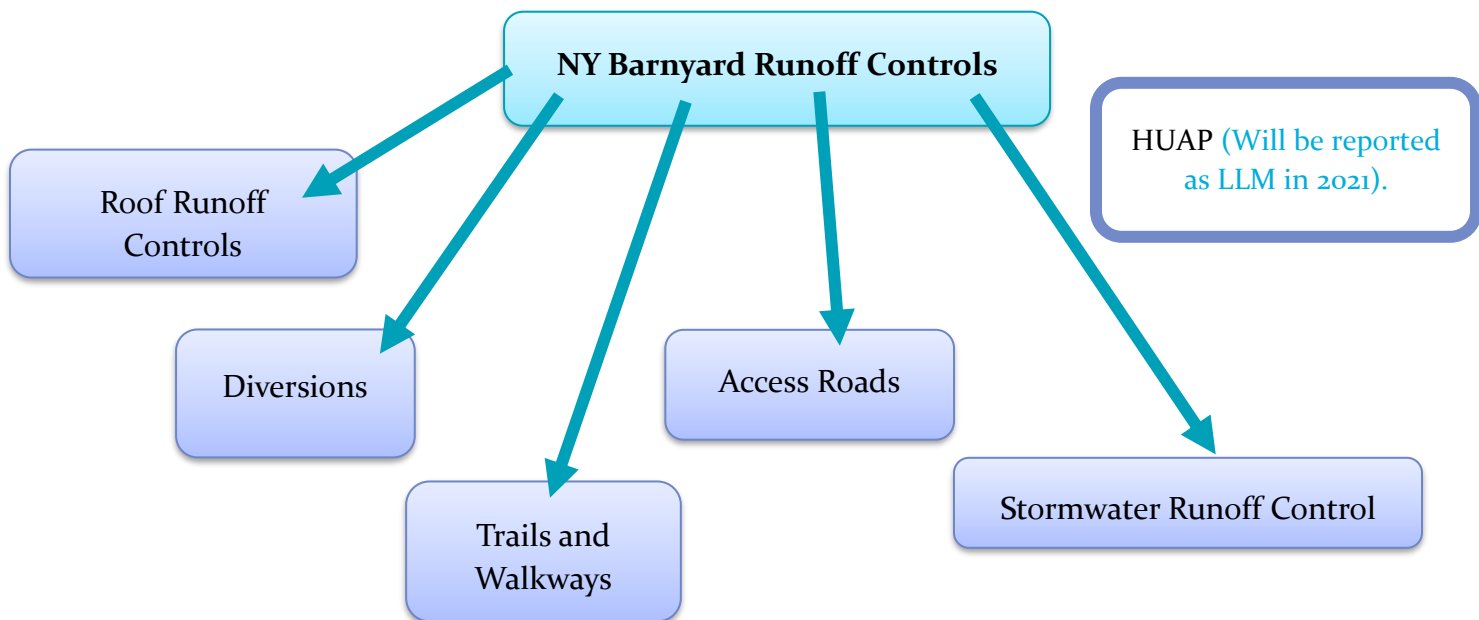 NY Barnyard Runoff Controls
HUAP (Will be reported
as LLM in 2021).
Roof Runoff
Controls
Diversions
Access Roads
Trails and
Walkways
Stormwater Runoff Control